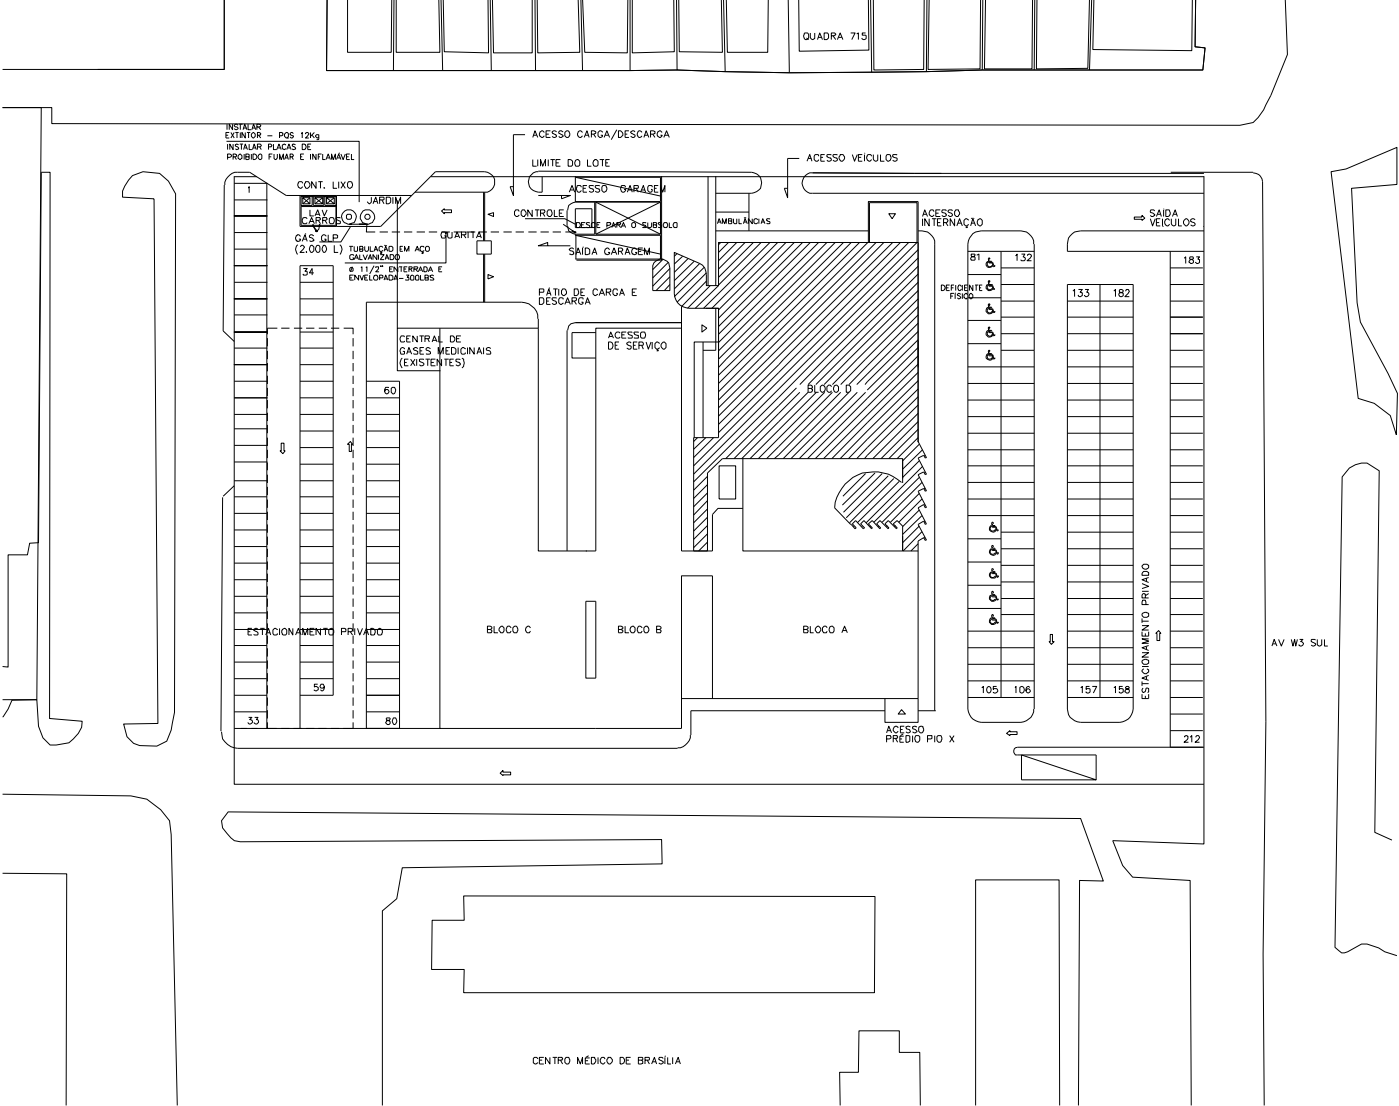 QUADRA 715
INSTALAR
EXTINTOR - PQS 12Kg
INSTALAR PLACAS DE
PROIBIDO FUMAR E INFLAMÁVEL
ACESSO CARGA/DESCARGA
LIMITE DO LOTE
ACESSO VEÍCULOS
1
CONT. LIXO
JARDIM
LAV
CARROS
GÁS GLP
(2.000 L)
TUBULAÇÃO EM AÇO
GALVANIZADO
ø 11/2" ENTERRADA E
ENVELOPADA-300LBS
GUARITA
CONTROLE
ACESSO GARAGEM
DESCE PARA O SUBSOLO
SAÍDA GARAGEM
AMBULÂNCIAS
ACESSO
INTERNAÇÃO
SAÍDA
VEÍCULOS
34
81
132
183
DEFICIENTE
FÍSICO
133
182
PÁTIO DE CARGA E
DESCARGA
CENTRAL DE
GASES MEDICINAIS
(EXISTENTES)
ACESSO
DE SERVIÇO
60
BLOCO D
ESTACIONAMENTO PRIVADO
BLOCO C
BLOCO B
BLOCO A
ESTACIONAMENTO PRIVADO
AV W3 SUL
59
105
106
157
158
33
80
ACESSO
PRÉDIO PIO X
212
CENTRO MÉDICO DE BRASÍLIA